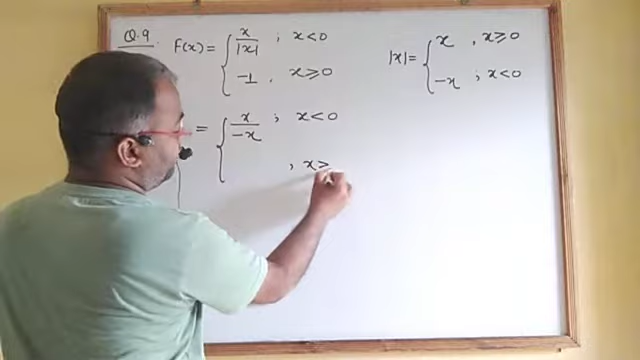 Q.9 F(x) = { x/|x| ; x < 0
-1 , x ≥ 0
|x| = { x , x ≥ 0
-x ; x < 0
= { x/-x ; x < 0
, x ≥